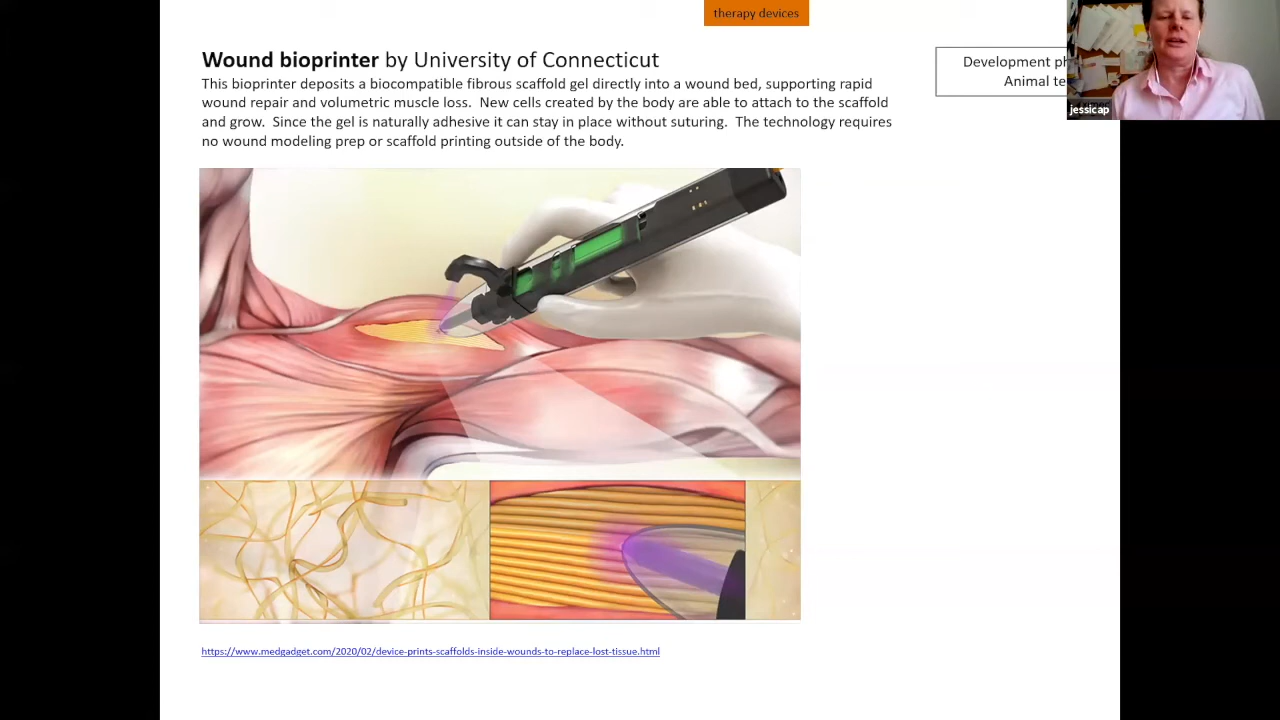 therapy devices
Wound bioprinter by University of Connecticut
This bioprinter deposits a biocompatible fibrous scaffold gel directly into a wound bed, supporting rapid
wound repair and volumetric muscle loss. New cells created by the body are able to attach to the scaffold
and grow. Since the gel is naturally adhesive it can stay in place without suturing. The technology requires
no wound modeling prep or scaffold printing outside of the body.
Development ph
Animal te
jessicap
https://www.medgadget.com/2020/02/device-prints-scaffolds-inside-wounds-to-replace-lost-tissue.html